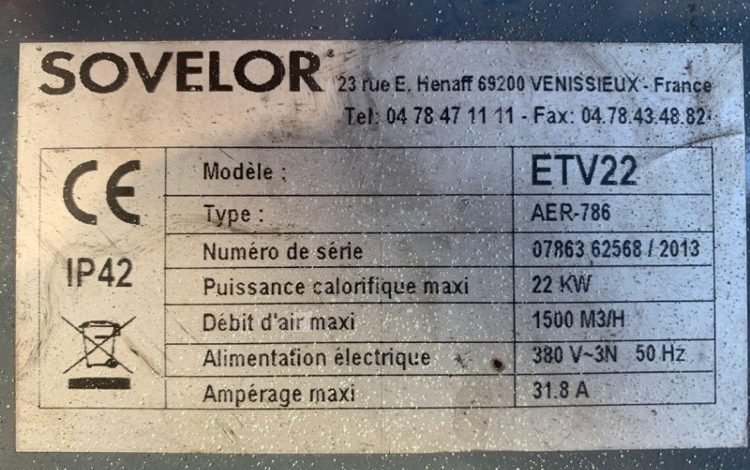 SOVELOR®
23 rue E. Henaff 69200 VENISSIEUX - France
Tel: 04 78 47 11 11 - Fax: 04.78.43.48.82
CE
IP42
Modèle : ETV22
Type : AER-786
Numéro de série 07863 62568 / 2013
Puissance calorifique maxi 22 KW
Débit d'air maxi 1500 M3/H
Alimentation électrique 380 V~3N 50 Hz
Ampérage maxi 31.8 A